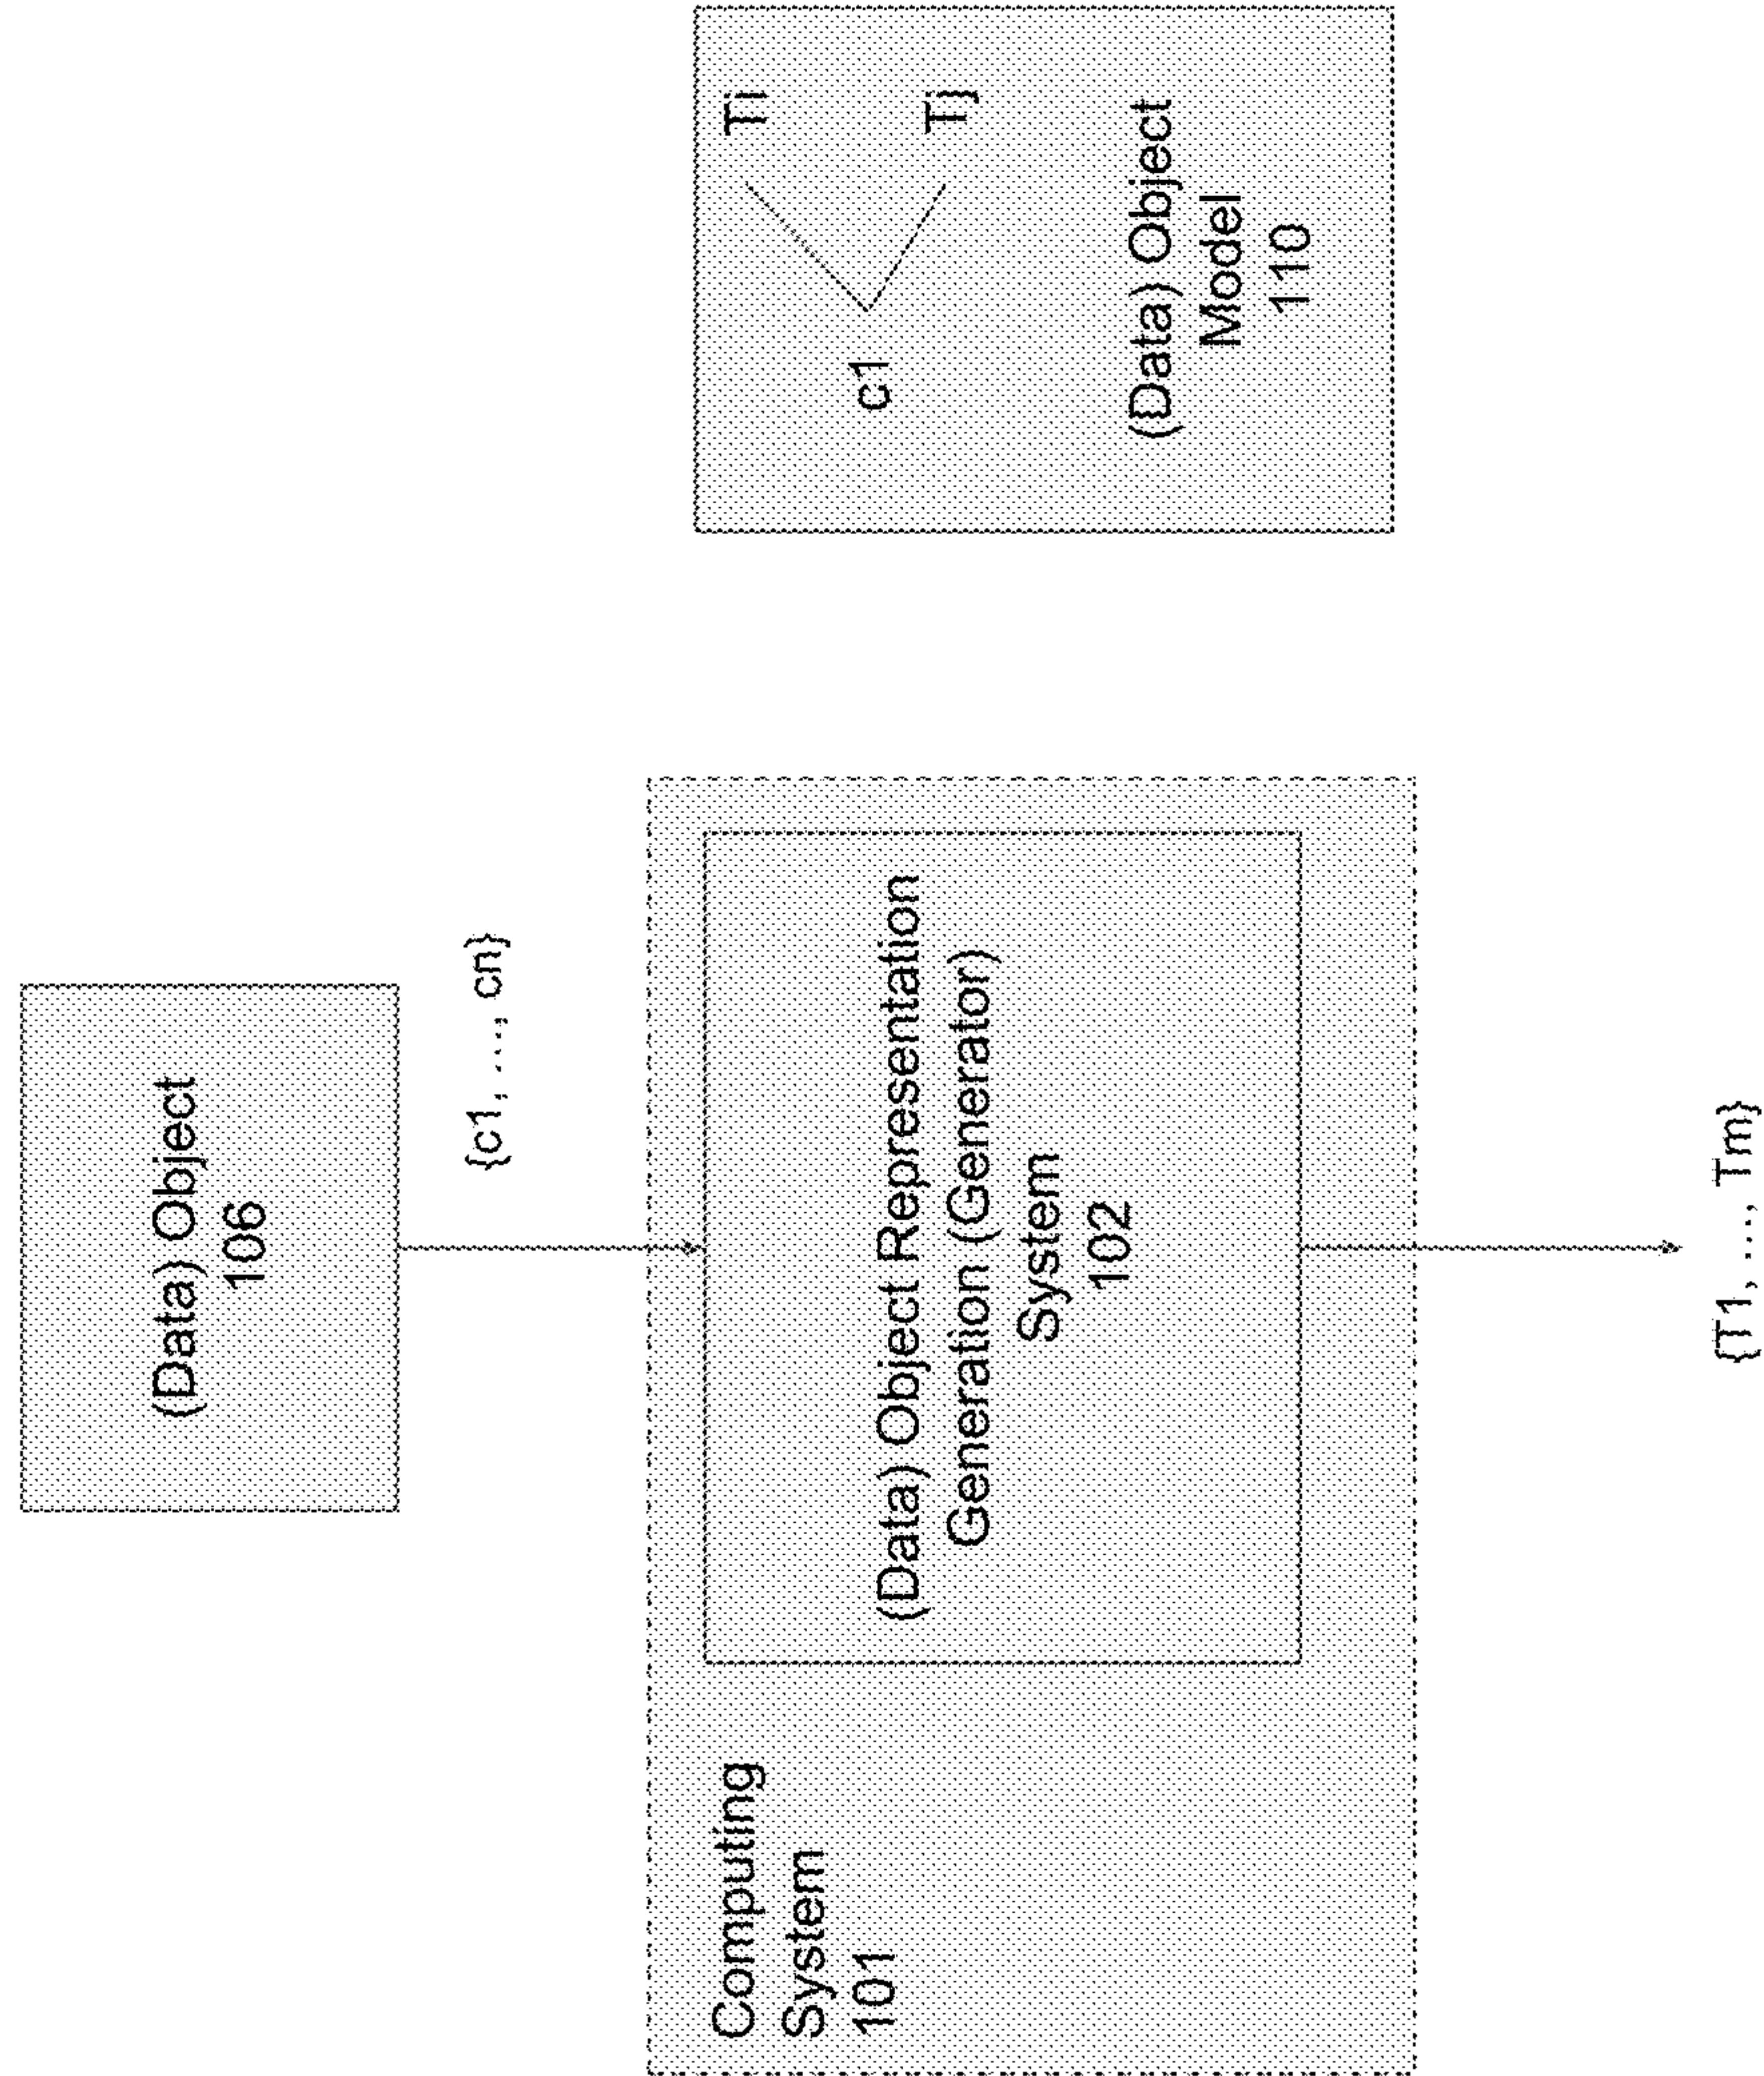 (Data) Object
106
{c1, ..., cn}
Computing
System
101
(Data) Object Representation
Generation (Generator)
System
102
{T1, ..., Tm}
Ti
c1
Tj
(Data) Object
Model
110